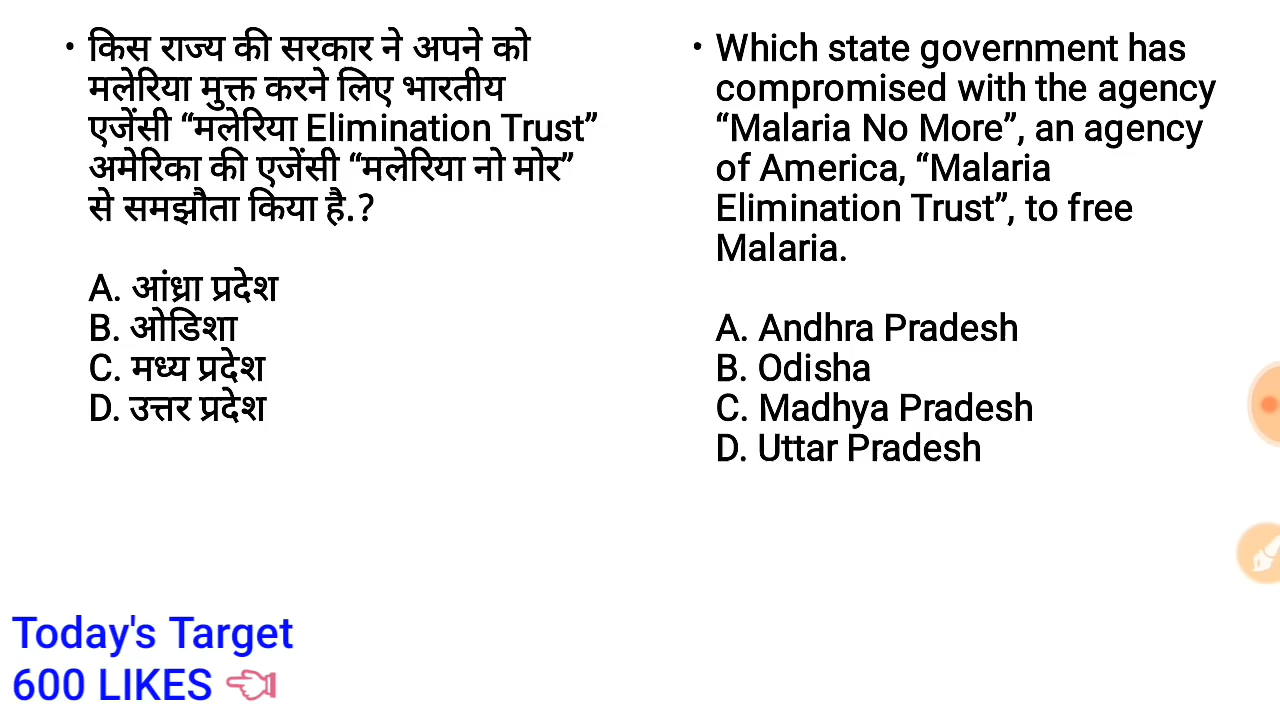 • किस राज्य की सरकार ने अपने को
मलेरिया मुक्त करने लिए भारतीय
एजेंसी “मलेरिया Elimination Trust”
अमेरिका की एजेंसी “मलेरिया नो मोर”
से समझौता किया है.?
A. आंध्रा प्रदेश
B. ओडिशा
C. मध्य प्रदेश
D. उत्तर प्रदेश
• Which state government has
compromised with the agency
“Malaria No More”, an agency
of America, “Malaria
Elimination Trust”, to free
Malaria.
A. Andhra Pradesh
B. Odisha
C. Madhya Pradesh
D. Uttar Pradesh
Today's Target
600 LIKES